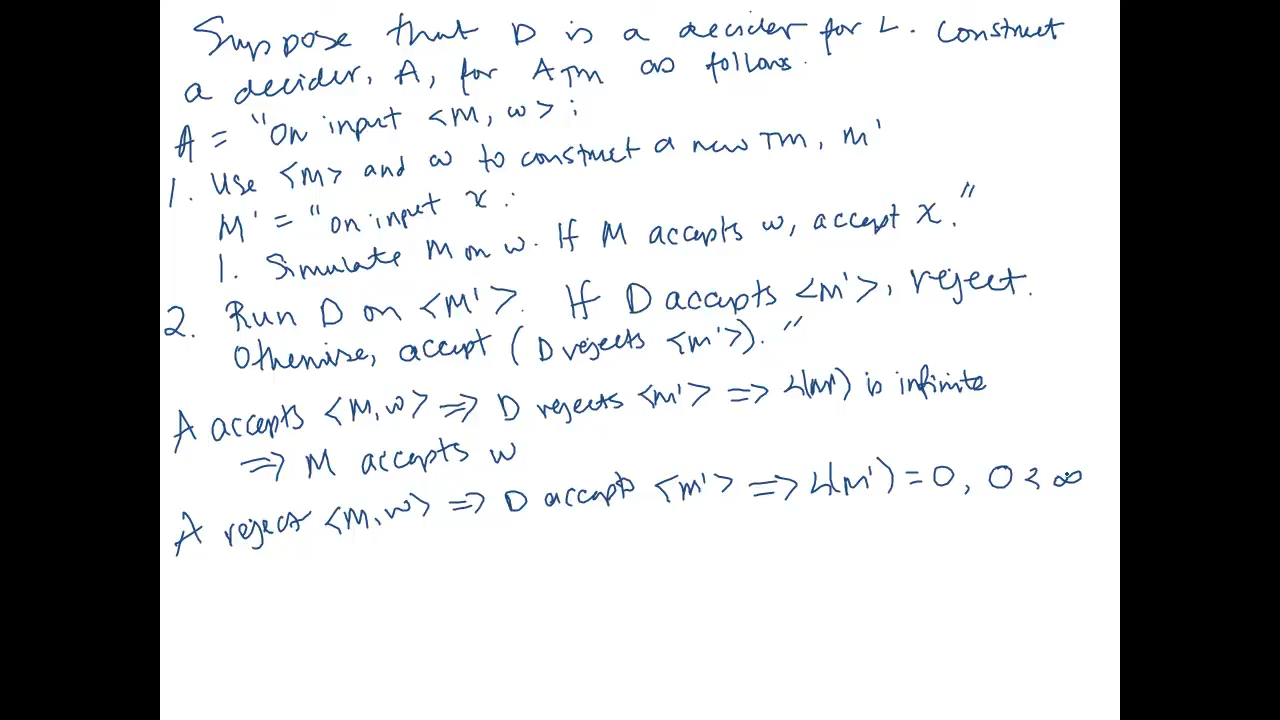 Suppose that D is a decider for L. Construct
a decider, A, for ATM as follows.
A = "On input <M, w>:
1. Use <M> and w to construct a new TM, M'
M' = "on input x:
1. Simulate M on w. If M accepts w, accept x."
2. Run D on <M'>. If D accepts <M'>, reject.
Otherwise, accept (D rejects <M'>)."
A accepts <M, w> => D rejects <M'> => L(M') is infinite
=> M accepts w
A reject <M, w> => D accepts <M'> => L(M') = 0, 0 < ∞